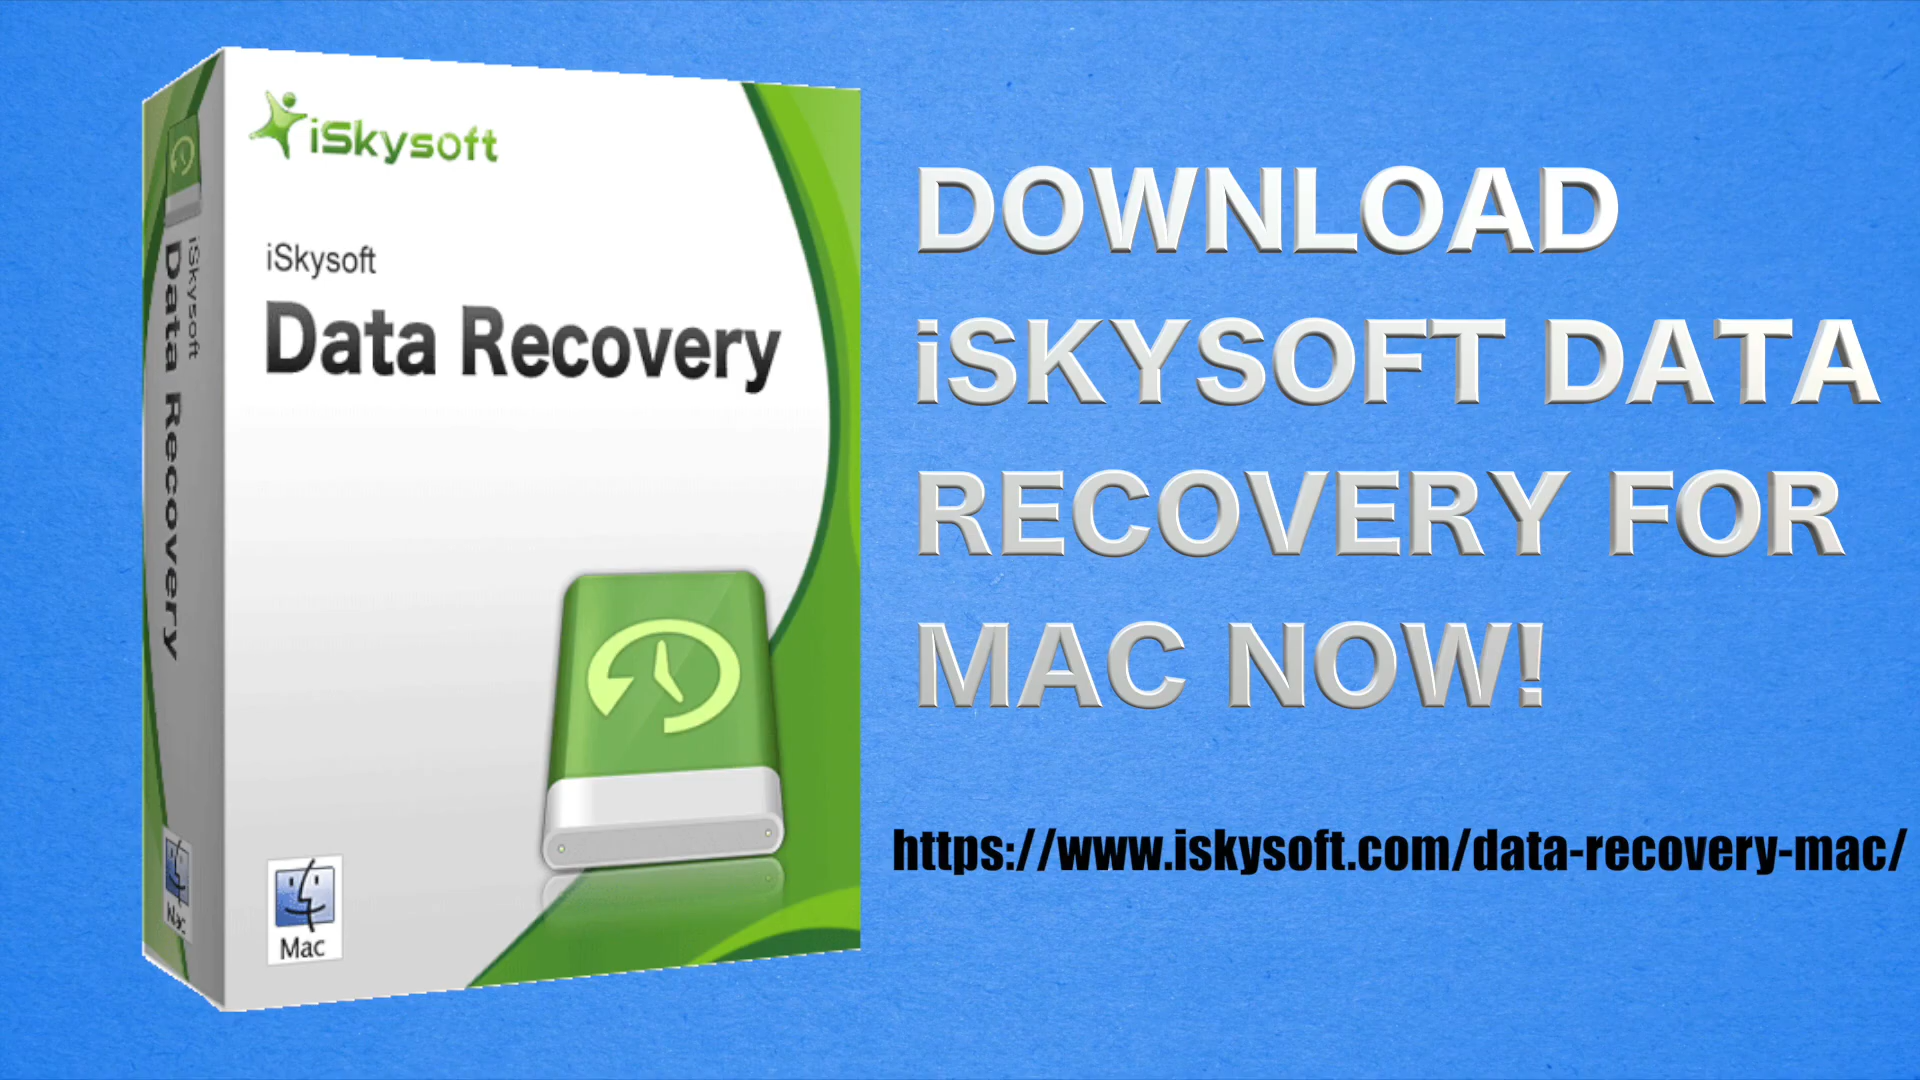 iSkysoft
iSkysoft
Data Recovery
iSkysoft
Data Recovery
Mac
Mac
DOWNLOAD
iSKYSOFT DATA
RECOVERY FOR
MAC NOW!
https://www.iskysoft.com/data-recovery-mac/